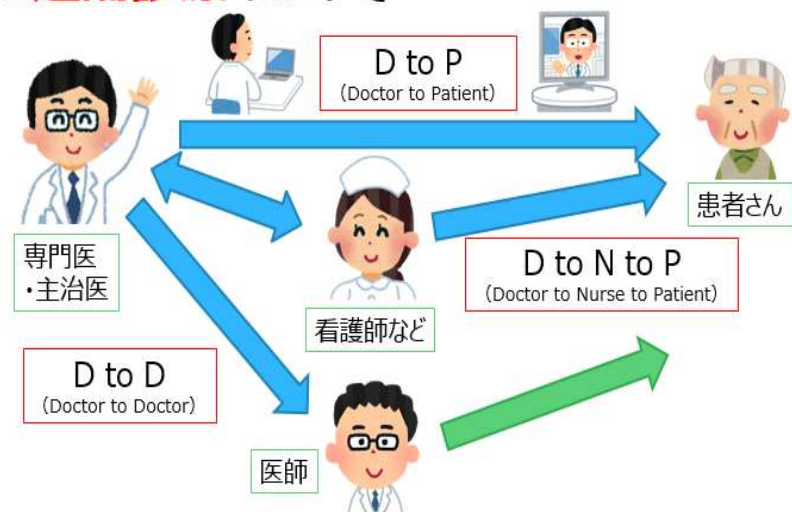 D to P
(Doctor to Patient)
患者さん
専門医
・主治医
D to N to P
(Doctor to Nurse to Patient)
看護師など
D to D
(Doctor to Doctor)
医師